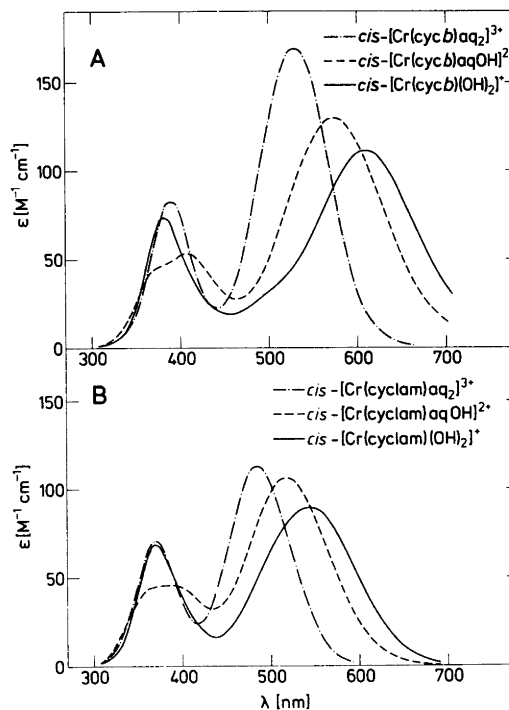 A
cis-[Cr(cycb)aq₂]³⁺
cis-[Cr(cycb)aqOH]²
cis-[Cr(cycb)(OH)₂]⁺
ε[M⁻¹ cm⁻¹]
150
100
50
0
300 400 500 600 700
B
cis-[Cr(cyclam)aq₂]³⁺
cis-[Cr(cyclam)aqOH]²⁺
cis-[Cr(cyclam)(OH)₂]⁺
ε[M⁻¹ cm⁻¹]
150
100
50
0
300 400 500 600 700
λ [nm]